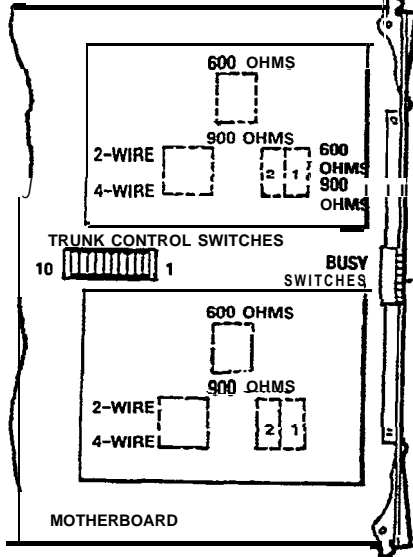 600 OHMS
900 OHMS
2-WIRE
4-WIRE
2 1
600
OHMS
900
OHMS
TRUNK CONTROL SWITCHES
10 1
BUSY
SWITCHES
600 OHMS
900 OHMS
2-WIRE
4-WIRE
2 1
MOTHERBOARD